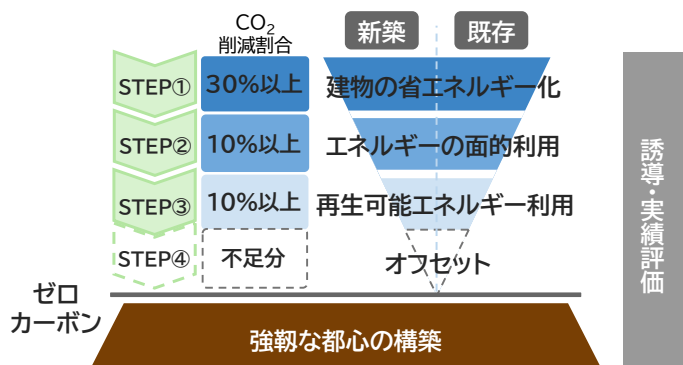 CO₂
削減割合
新築
既存
STEP①
30%以上
建物の省エネルギー化
STEP②
10%以上
エネルギーの面的利用
STEP③
10%以上
再生可能エネルギー利用
STEP④
不足分
オフセット
ゼロ
カーボン
強靭な都心の構築
誘導・実績評価